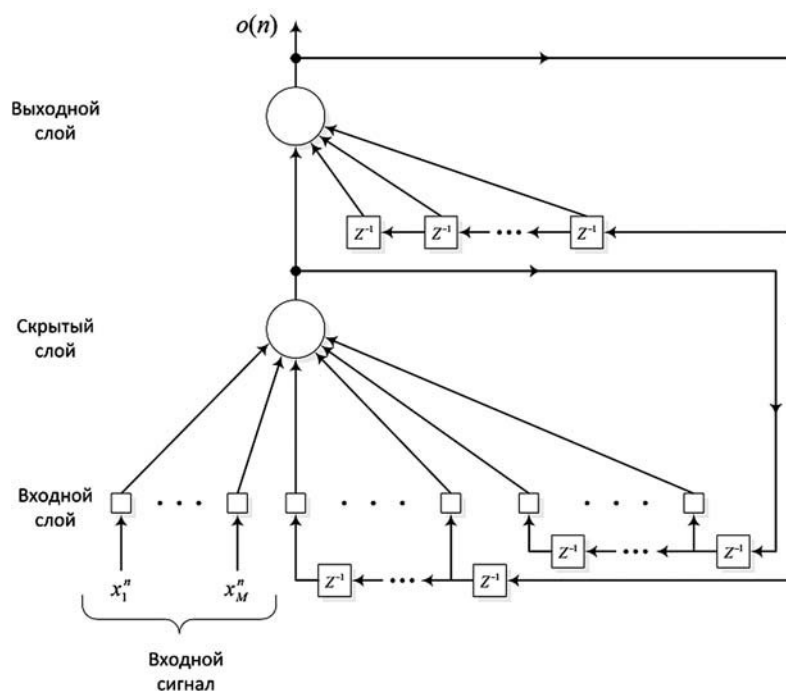 o(n)
Выходной
слой
Z⁻¹ Z⁻¹ Z⁻¹
Скрытый
слой
Входной
слой
Z⁻¹ Z⁻¹
Z⁻¹ Z⁻¹
x₁ⁿ x_Mⁿ
Входной
сигнал